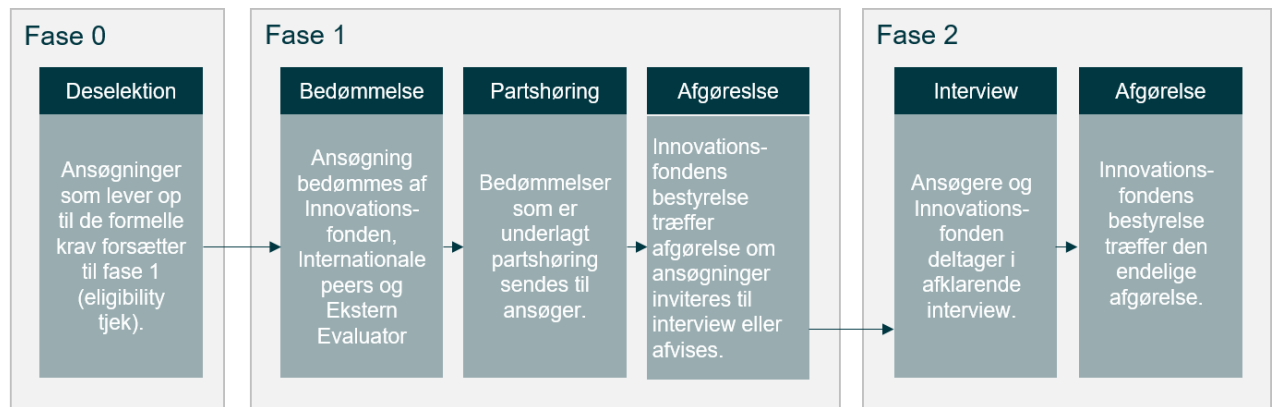 Fase 0
Deselektion
Ansøgninger
som lever op
til de formelle
krav forsætter
til fase 1
(eligibility
tjek).
Fase 1
Bedømmelse
Ansøgning
bedømmes af
Innovations-
fonden,
Internationale
peers og
Ekstern
Evaluator
Partshøring
Bedømmelser
som er
underlagt
partshøring
sendes til
ansøger.
Afgøreslse
Innovations-
fondens
bestyrelse
træffer
afgørelse om
ansøgninger
inviteres til
interview eller
afvises.
Fase 2
Interview
Ansøgere og
Innovations-
fonden
deltager i
afklarende
interview.
Afgørelse
Innovations-
fondens
bestyrelse
træffer den
endelige
afgørelse.